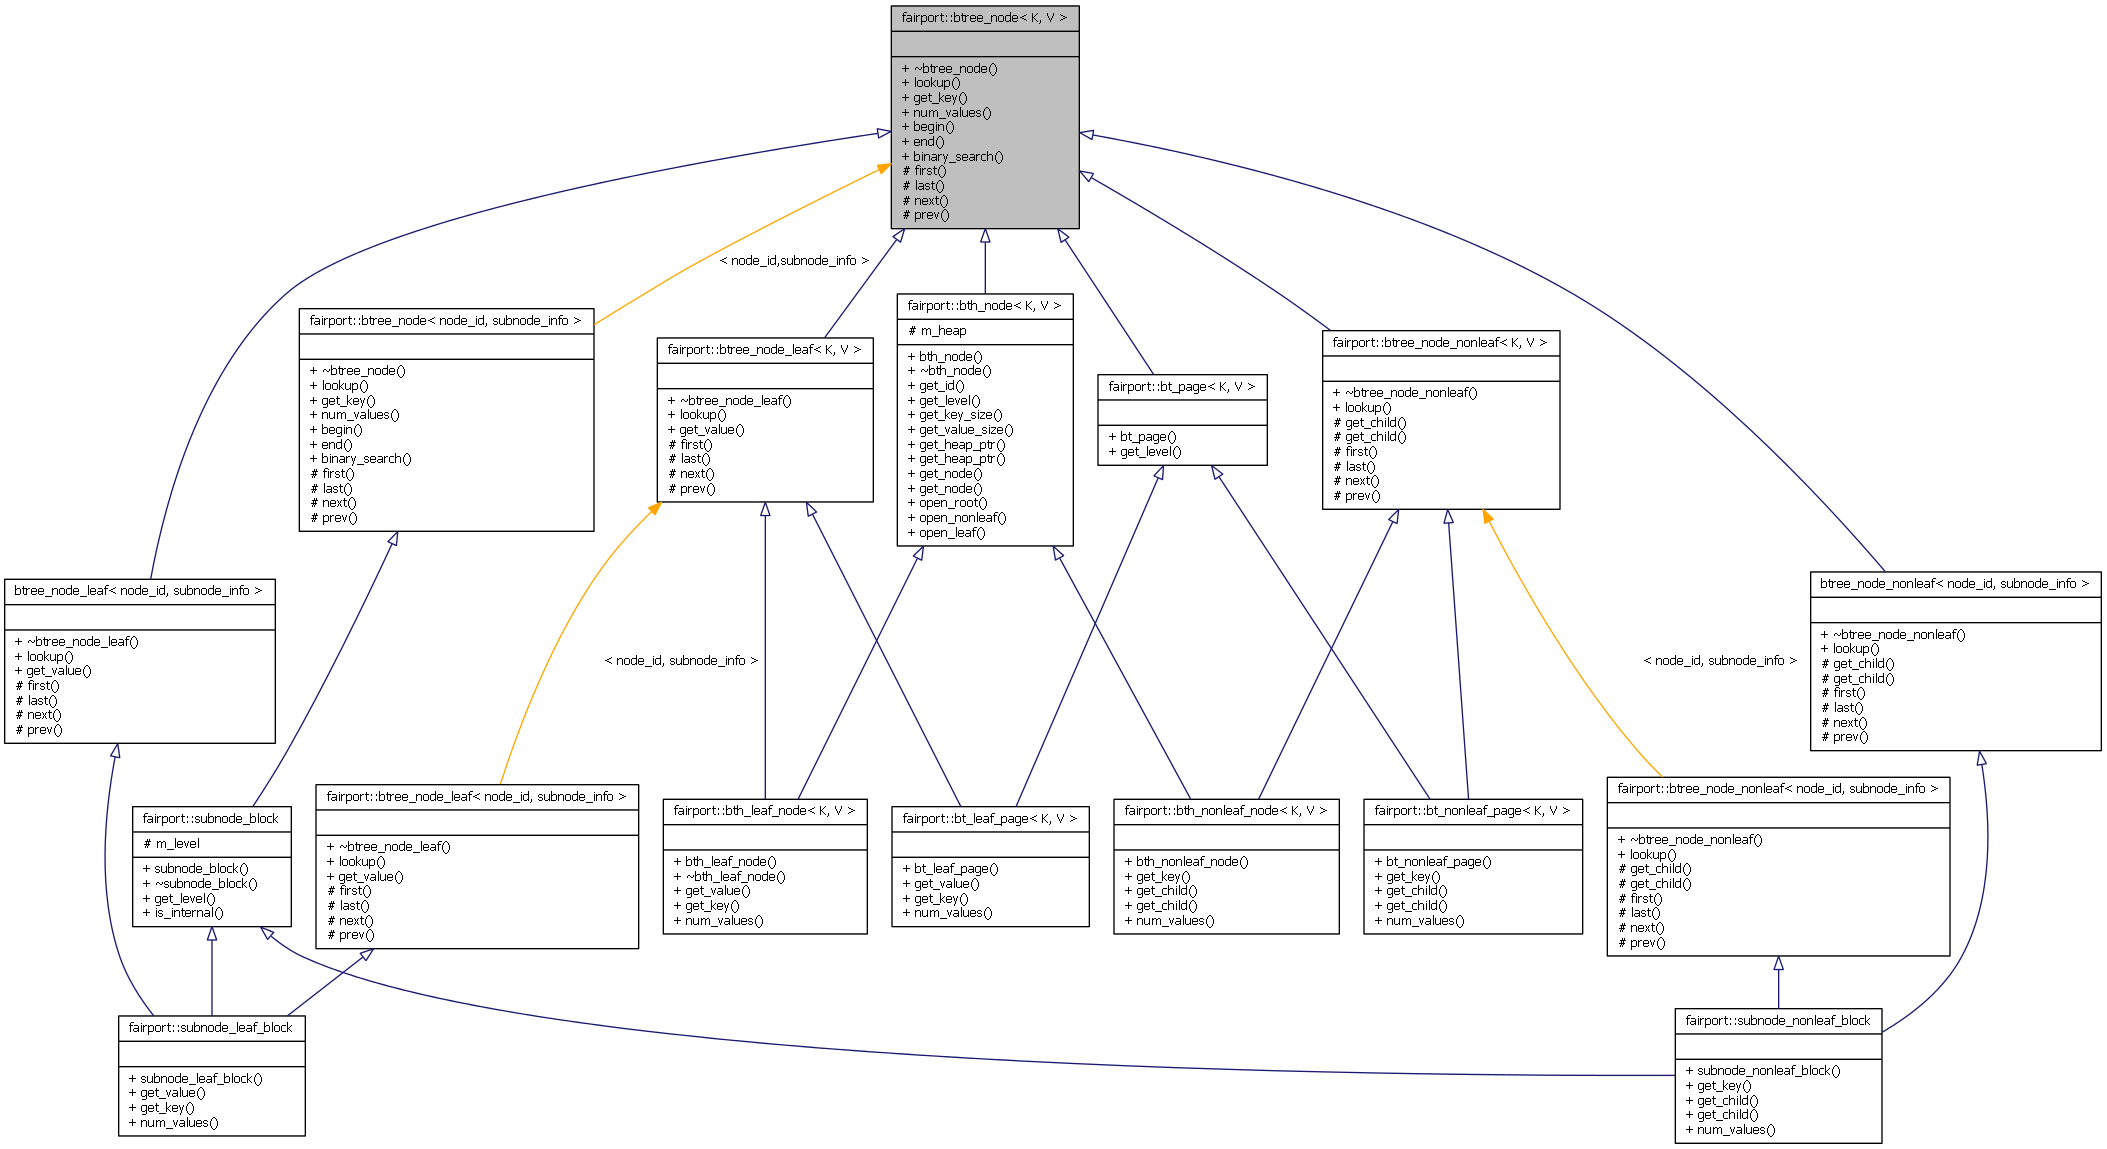 fairport::btree_node< K, V >
+ ~btree_node()
+ lookup()
+ get_key()
+ num_values()
+ begin()
+ end()
+ binary_search()
# first()
# last()
# next()
# prev()
< node_id,subnode_info >
fairport::btree_node< node_id, subnode_info >
+ ~btree_node()
+ lookup()
+ get_key()
+ num_values()
+ begin()
+ end()
+ binary_search()
# first()
# last()
# next()
# prev()
fairport::btree_node_leaf< K, V >
+ ~btree_node_leaf()
+ lookup()
+ get_value()
# first()
# last()
# next()
# prev()
fairport::bth_node< K, V >
# m_heap
+ bth_node()
+ ~bth_node()
+ get_id()
+ get_level()
+ get_key_size()
+ get_value_size()
+ get_heap_ptr()
+ get_heap_ptr()
+ get_node()
+ get_node()
+ open_root()
+ open_nonleaf()
+ open_leaf()
fairport::bt_page< K, V >
+ bt_page()
+ get_level()
fairport::btree_node_nonleaf< K, V >
+ ~btree_node_nonleaf()
+ lookup()
# get_child()
# get_child()
# first()
# last()
# next()
# prev()
btree_node_leaf< node_id, subnode_info >
+ ~btree_node_leaf()
+ lookup()
+ get_value()
# first()
# last()
# next()
# prev()
< node_id, subnode_info >
< node_id, subnode_info >
btree_node_nonleaf< node_id, subnode_info >
+ ~btree_node_nonleaf()
+ lookup()
# get_child()
# get_child()
# first()
# last()
# next()
# prev()
fairport::subnode_block
# m_level
+ subnode_block()
+ ~subnode_block()
+ get_level()
+ is_internal()
fairport::btree_node_leaf< node_id, subnode_info >
+ ~btree_node_leaf()
+ lookup()
+ get_value()
# first()
# last()
# next()
# prev()
fairport::bth_leaf_node< K, V >
+ bth_leaf_node()
+ ~bth_leaf_node()
+ get_value()
+ get_key()
+ num_values()
fairport::bt_leaf_page< K, V >
+ bt_leaf_page()
+ get_value()
+ get_key()
+ num_values()
fairport::bth_nonleaf_node< K, V >
+ bth_nonleaf_node()
+ get_key()
+ get_child()
+ get_child()
+ num_values()
fairport::bt_nonleaf_page< K, V >
+ bt_nonleaf_page()
+ get_key()
+ get_child()
+ get_child()
+ num_values()
fairport::btree_node_nonleaf< node_id, subnode_info >
+ ~btree_node_nonleaf()
+ lookup()
# get_child()
# get_child()
# first()
# last()
# next()
# prev()
fairport::subnode_leaf_block
+ subnode_leaf_block()
+ get_value()
+ get_key()
+ num_values()
fairport::subnode_nonleaf_block
+ subnode_nonleaf_block()
+ get_key()
+ get_child()
+ get_child()
+ num_values()